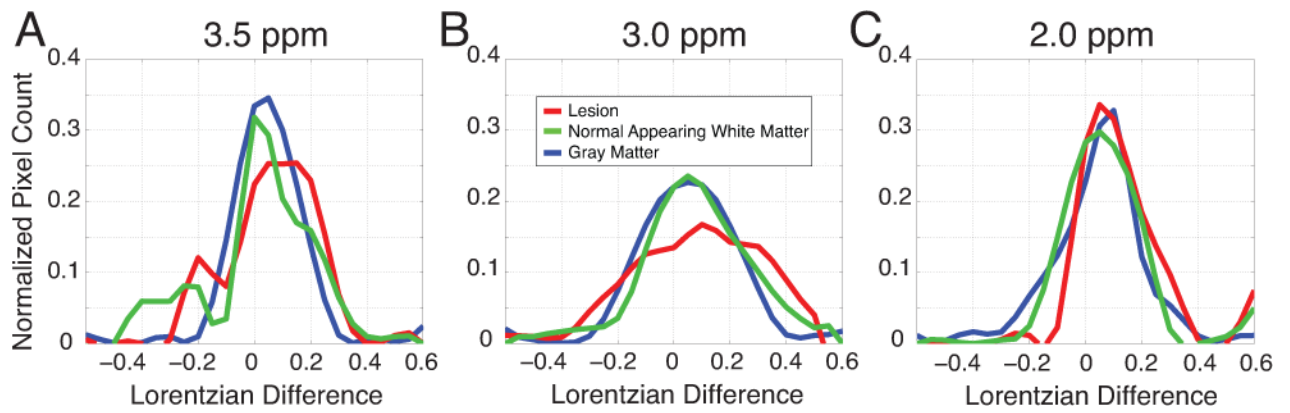 A 3.5 ppm B 3.0 ppm C 2.0 ppm
Normalized Pixel Count
0.4
0.3
0.2
0.1
0
−0.4 −0.2 0 0.2 0.4 0.6
Lorentzian Difference
0.4
0.3
0.2
0.1
0
Lesion
Normal Appearing White Matter
Gray Matter
−0.4 −0.2 0 0.2 0.4 0.6
Lorentzian Difference
0.4
0.3
0.2
0.1
0
−0.4 −0.2 0 0.2 0.4 0.6
Lorentzian Difference